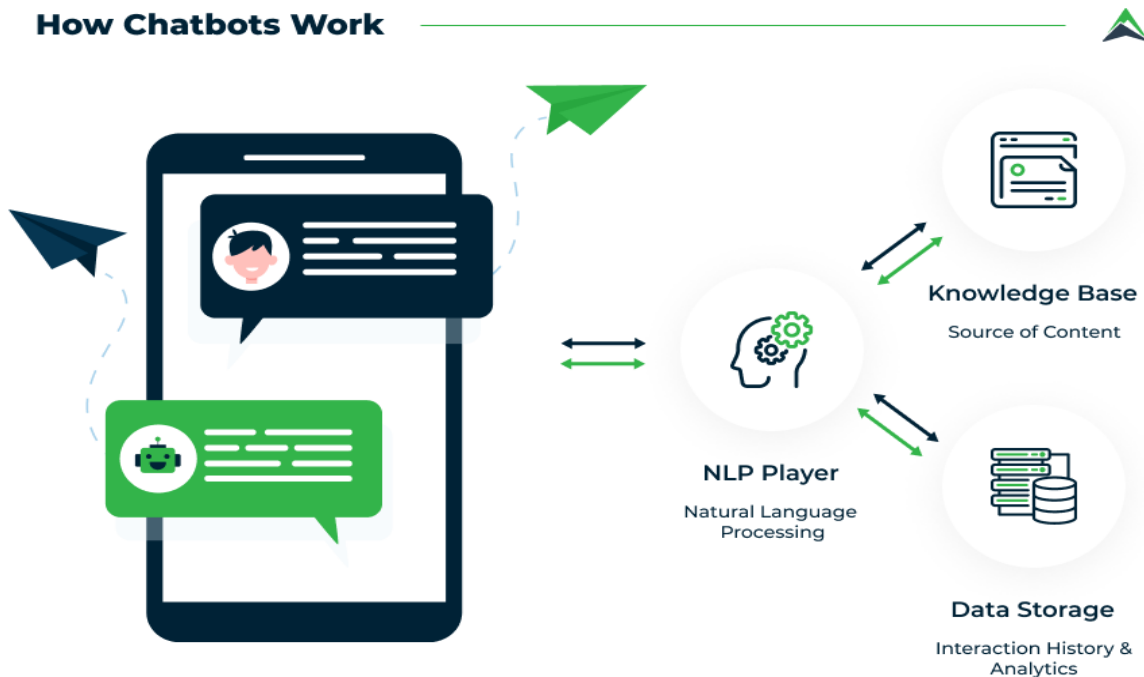 How Chatbots Work
Knowledge Base
Source of Content
NLP Player
Natural Language
Processing
Data Storage
Interaction History &
Analytics